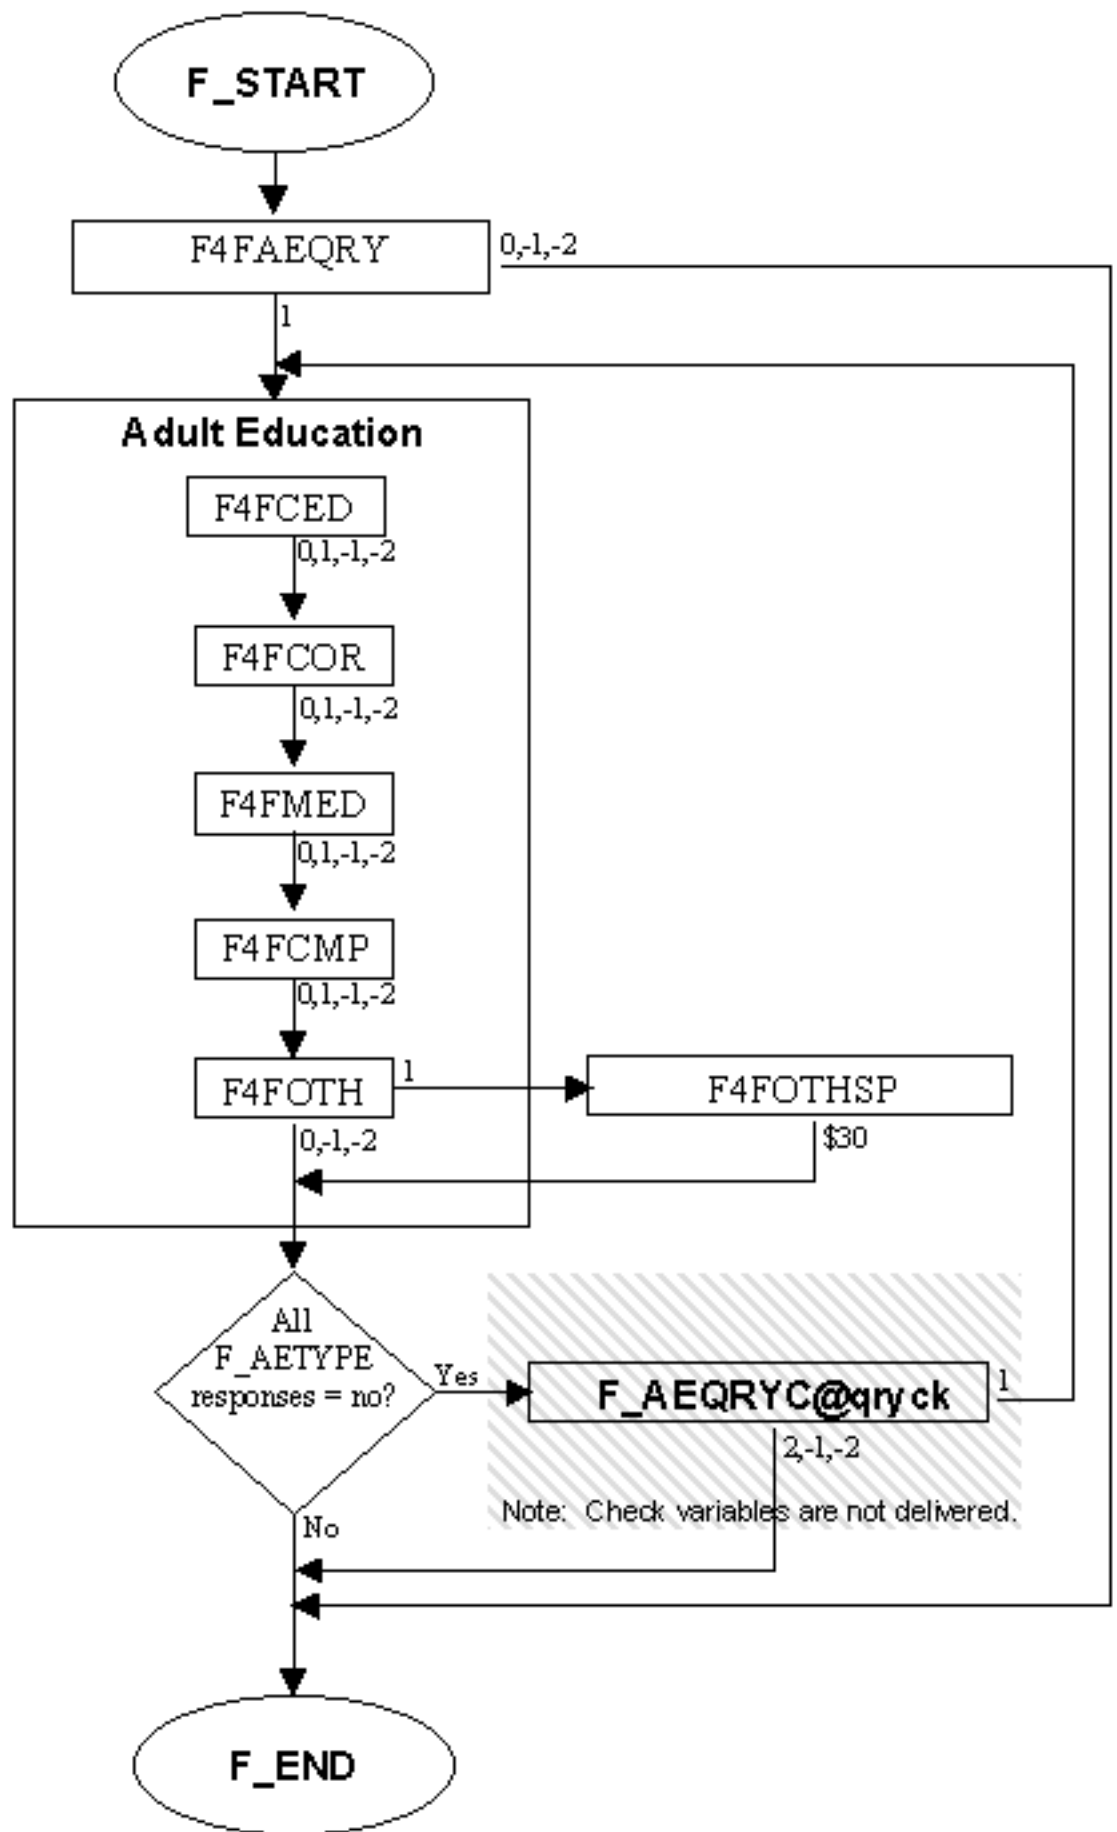 F_START
F4FAEQRY
0,-1,-2
1
Adult Education
F4FCED
0,1,-1,-2
F4FCOR
0,1,-1,-2
F4FMED
0,1,-1,-2
F4FCMP
0,1,-1,-2
F4FOTH
1
F4FOTHSP
0,-1,-2
$30
All
F_AETYPE
responses = no?
Yes
F_AEQRYC@qryck
1
2,-1,-2
Note: Check variables are not delivered.
No
F_END